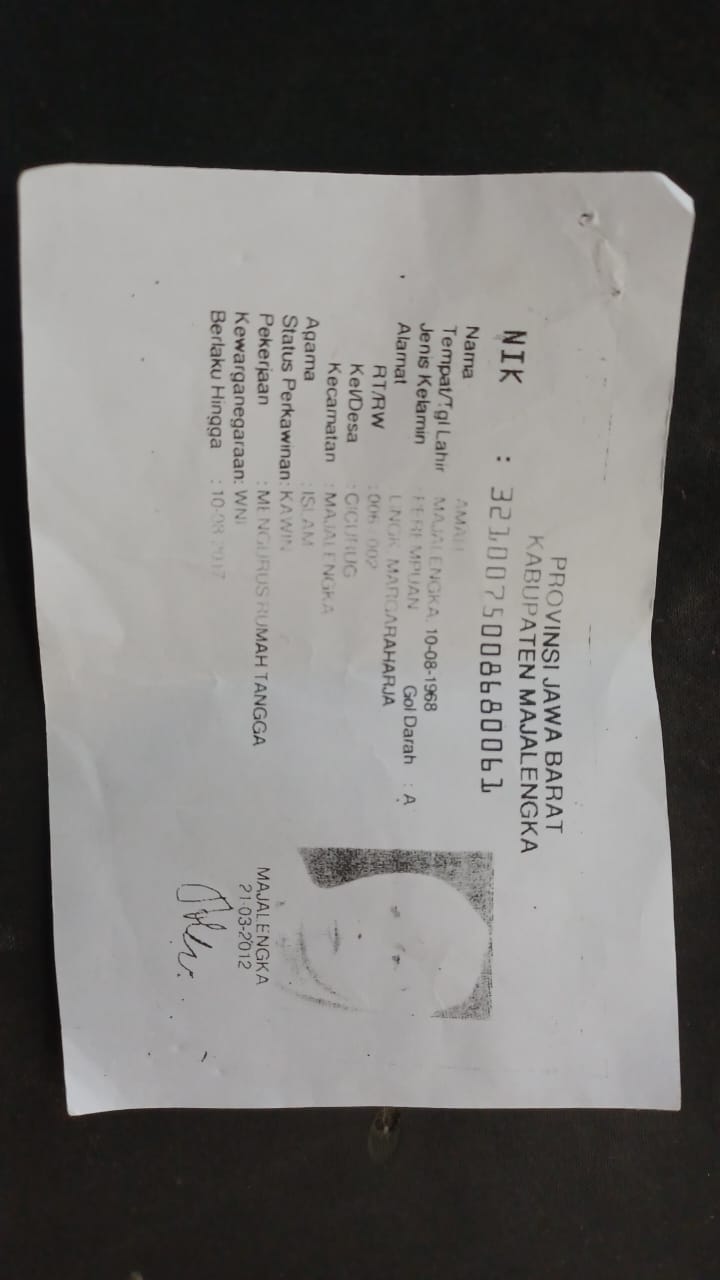 PROVINSI JAWA BARAT
KABUPATEN MAJALENGKA
NIK : 3210075008680061
Nama
Tempat/Tgl Lahir MAJALENGKA, 10-08-1968
Jenis Kelamin : PEREMPUAN Gol Darah : A
Alamat LINGK MARGARAHARJA
RT/RW : 006 002
Kel/Desa : CICURUG
Kecamatan : MAJALENGKA
Agama : ISLAM
Status Perkawinan: KAWIN
Pekerjaan : MENGURUS RUMAH TANGGA
Kewarganegaraan: WNI
Berlaku Hingga : 10-08-2017
MAJALENGKA
21-03-2012